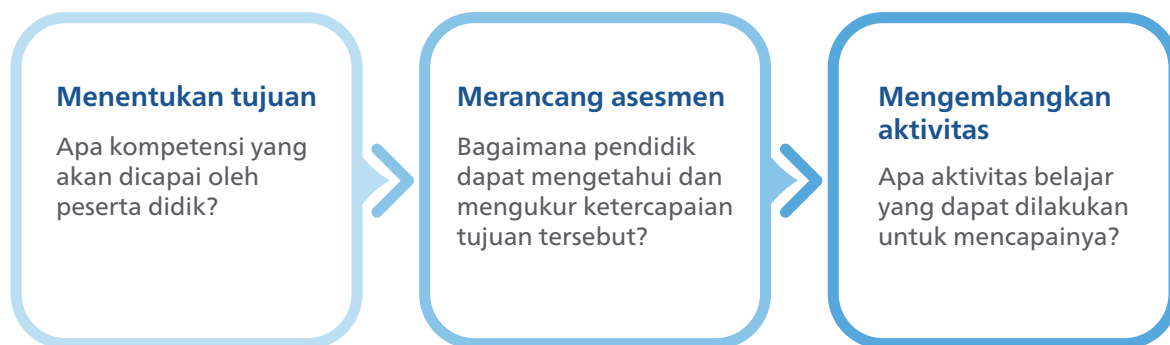 Menentukan tujuan
Apa kompetensi yang
akan dicapai oleh
peserta didik?
Merancang asesmen
Bagaimana pendidik
dapat mengetahui dan
mengukur ketercapaian
tujuan tersebut?
Mengembangkan
aktivitas
Apa aktivitas belajar
yang dapat dilakukan
untuk mencapainya?